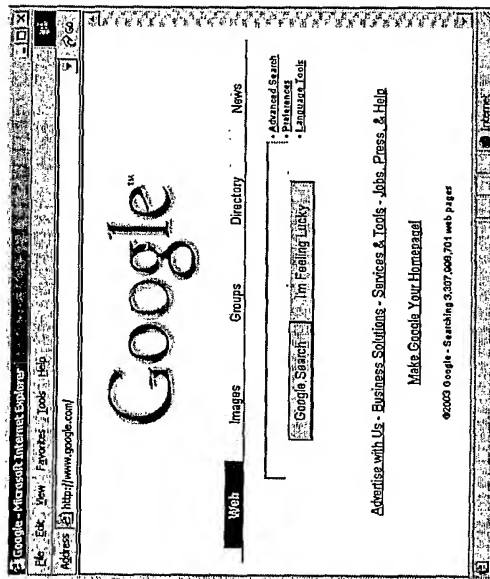 Google - Microsoft Internet Explorer
File Edit View Favorites Tools Help
Address http://www.google.com/ Go
Google™
Web Images Groups Directory News
• Advanced Search
• Preferences
• Language Tools
Google Search I'm Feeling Lucky
Advertise with Us - Business Solutions - Services & Tools - Jobs, Press, & Help
Make Google Your Homepage!
©2003 Google - Searching 3,307,998,701 web pages
Internet